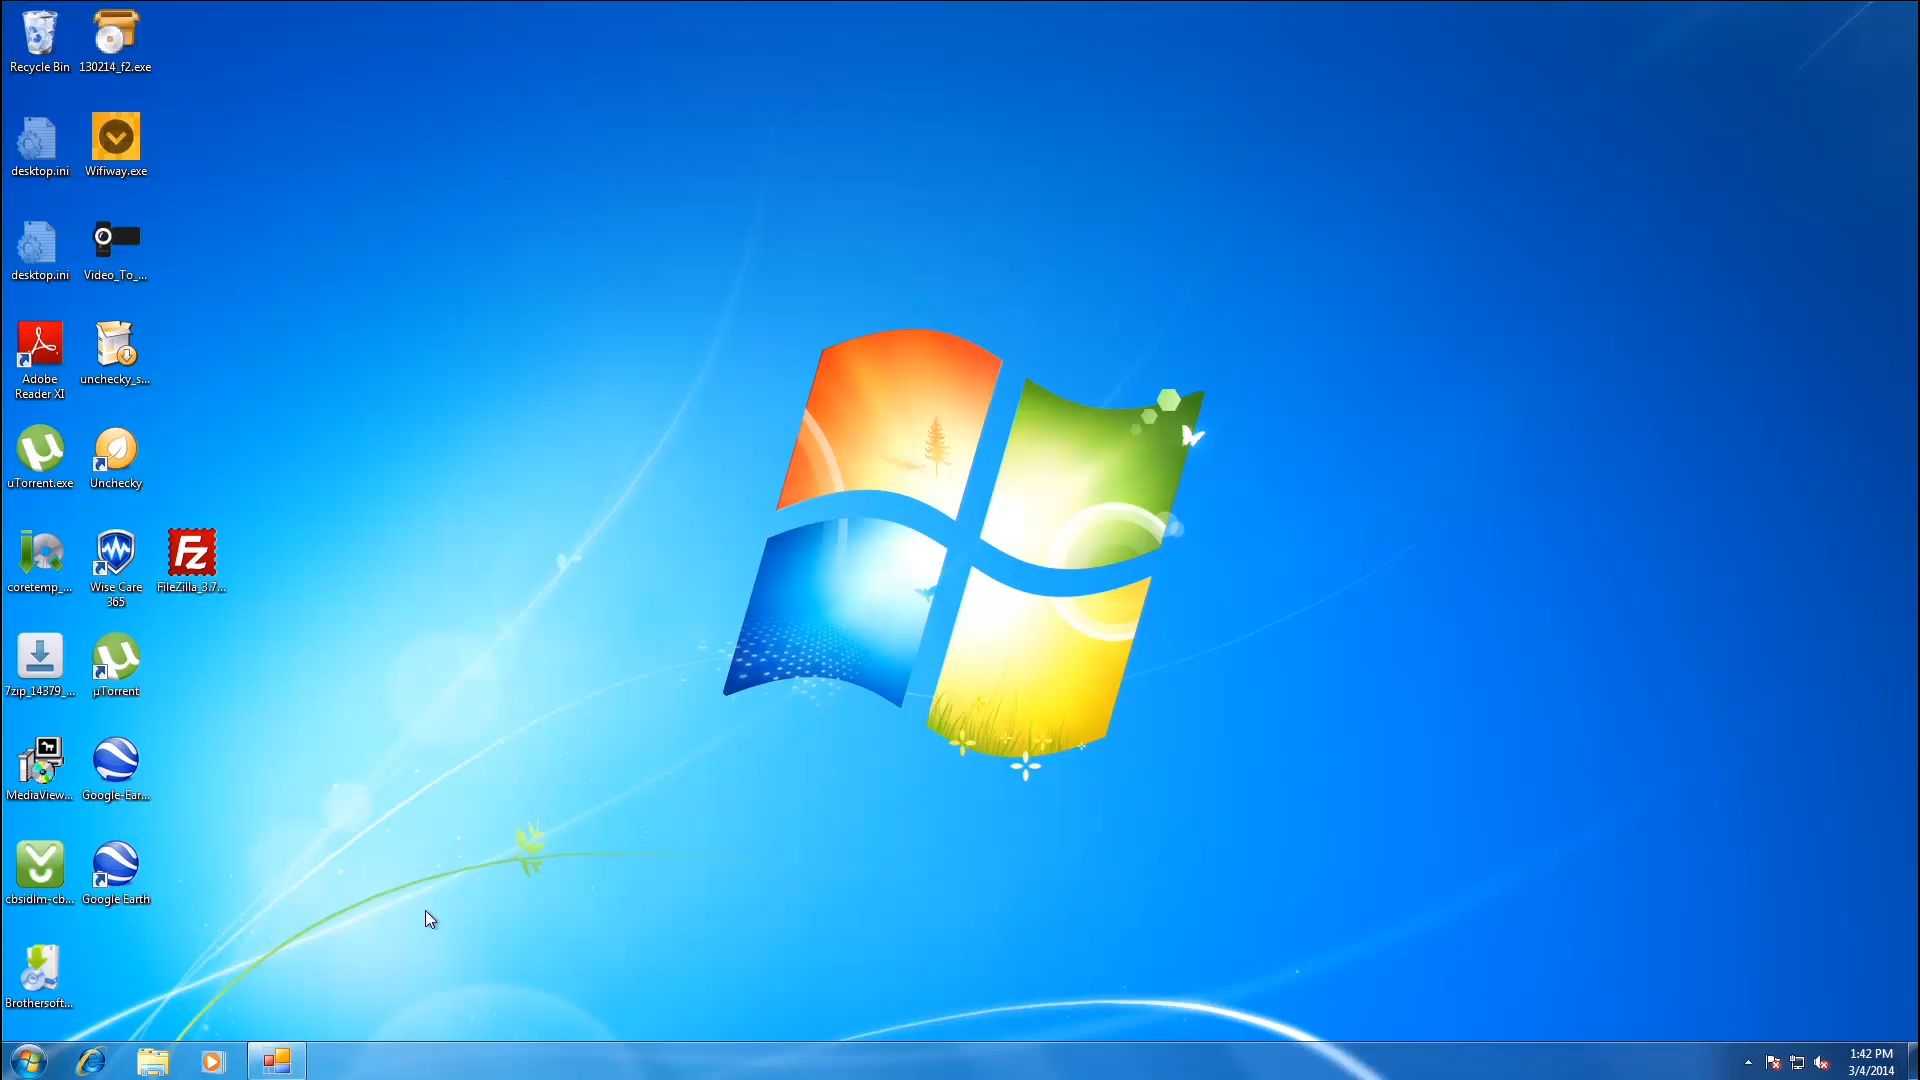 Recycle Bin
130214_f2.exe
desktop.ini
Wifiway.exe
desktop.ini
Video_To_...
Adobe
Reader XI
unchecky_s...
uTorrent.exe
Unchecky
coretemp_...
Wise Care
365
Fz
FileZilla_3.7...
7zip_14379_...
µTorrent
MediaView...
Google-Ear...
cbsidlm-cb...
Google Earth
Brothersoft...
1:42 PM
3/4/2014